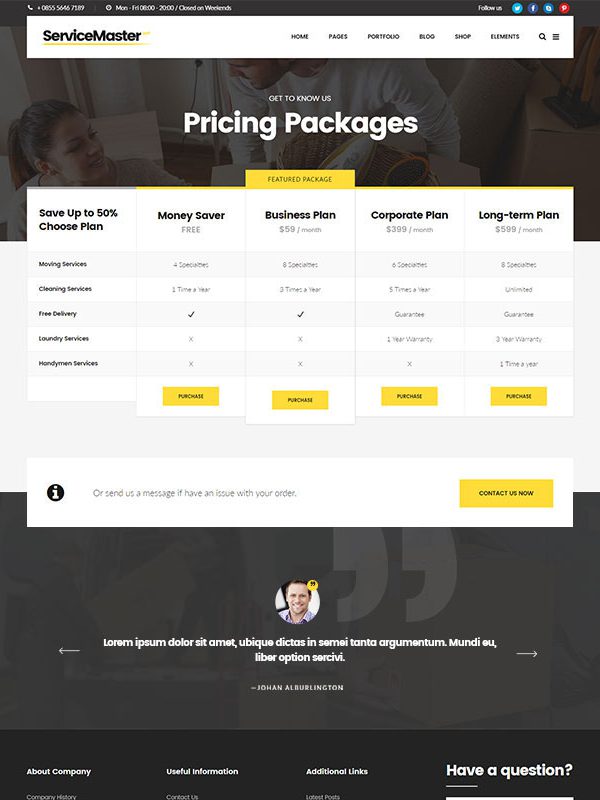 + 0855 5646 7189 | Mon - Fri 08:00 - 20:00 / Closed on Weekends Follow us
ServiceMaster HOME PAGES PORTFOLIO BLOG SHOP ELEMENTS
GET TO KNOW US
Pricing Packages
FEATURED PACKAGE
Save Up to 50%
Choose Plan
Money Saver Business Plan Corporate Plan Long-term Plan
FREE $59 / month $399 / month $599 / month
Moving Services 4 Specialties 8 Specialties 6 Specialties 8 Specialties
Cleaning Services 1 Time a Year 3 Times a Year 5 Times a Year Unlimited
Free Delivery ✓ ✓ Guarantee Guarantee
Laundry Services X X 1 Year Warranty 3 Year Warranty
Handymen Services X X X 1 Time a year
PURCHASE PURCHASE PURCHASE PURCHASE
Or send us a message if have an issue with your order. CONTACT US NOW
Lorem ipsum dolor sit amet, ubique dictas in semei tanta argumentum. Mundi eu,
liber option sercivi.
—JOHAN ALBURLINGTON
About Company Useful Information Additional Links Have a question?
Company History Contact Us Latest Posts